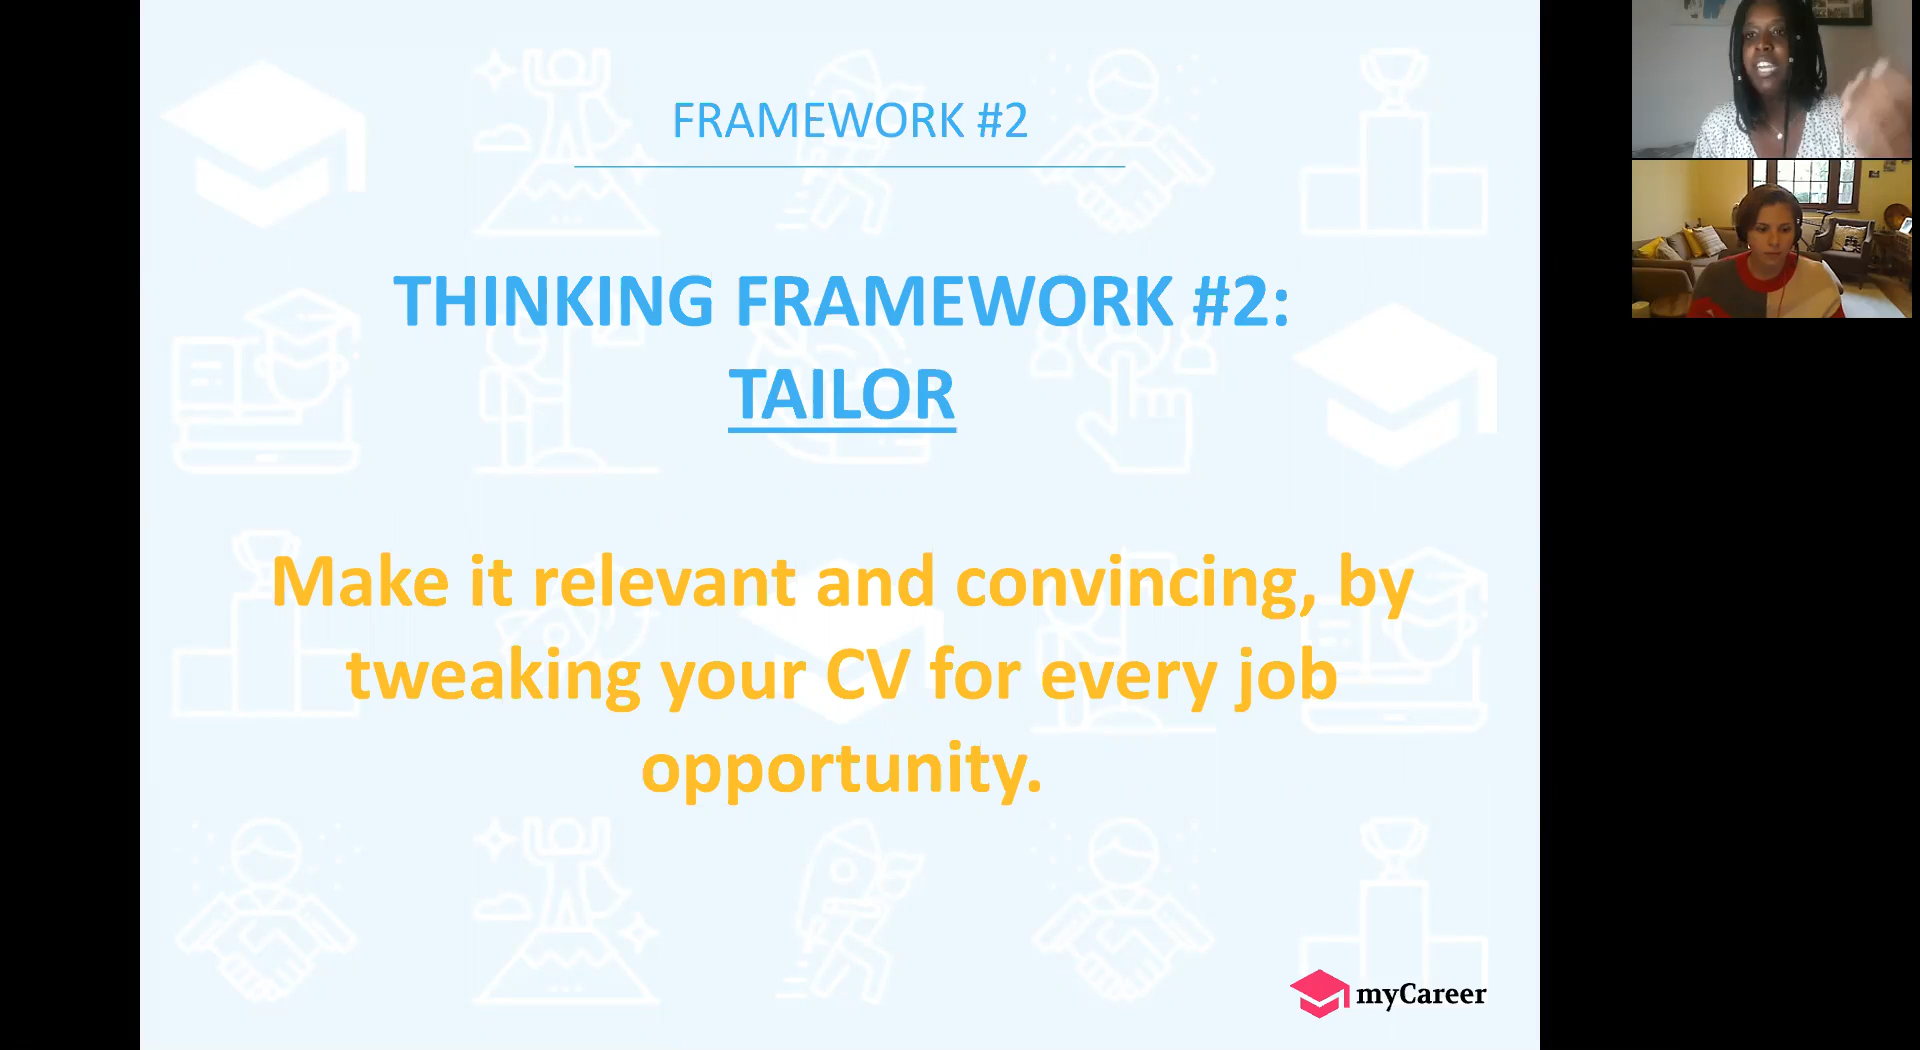 FRAMEWORK #2
THINKING FRAMEWORK #2:
TAILOR
Make it relevant and convincing, by
tweaking your CV for every job
opportunity.
myCareer